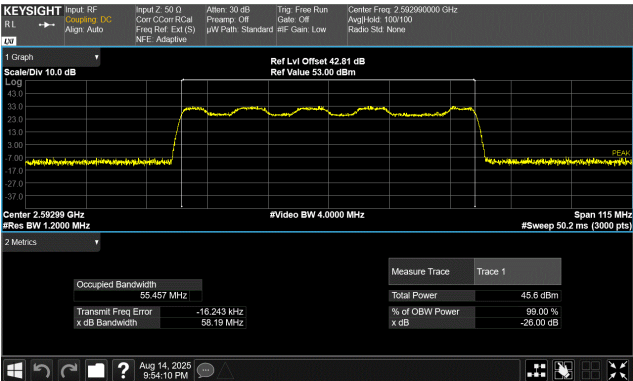 KEYSIGHT Input: RF Input Z: 50 Ω Atten: 30 dB Trig: Free Run Center Freq: 2.592990000 GHz
RL Coupling: DC Corr CCorr RCal Preamp: Off Gate: Off Avg|Hold: 100/100
Align: Auto Freq Ref: Ext (S) µW Path: Standard #IF Gain: Low Radio Std: None
LXI NFE: Adaptive
1 Graph
Ref Lvl Offset 42.81 dB
Scale/Div 10.0 dB Ref Value 53.00 dBm
Log
43.0
33.0
23.0
13.0
3.00
PEAK
-7.00
-17.0
-27.0
-37.0
Center 2.59299 GHz #Video BW 4.0000 MHz Span 115 MHz
#Res BW 1.2000 MHz #Sweep 50.2 ms (3000 pts)
2 Metrics
Measure Trace Trace 1
Occupied Bandwidth
55.457 MHz Total Power 45.6 dBm
Transmit Freq Error -16.243 kHz % of OBW Power 99.00 %
x dB Bandwidth 58.19 MHz x dB -26.00 dB
? Aug 14, 2025
9:54:10 PM